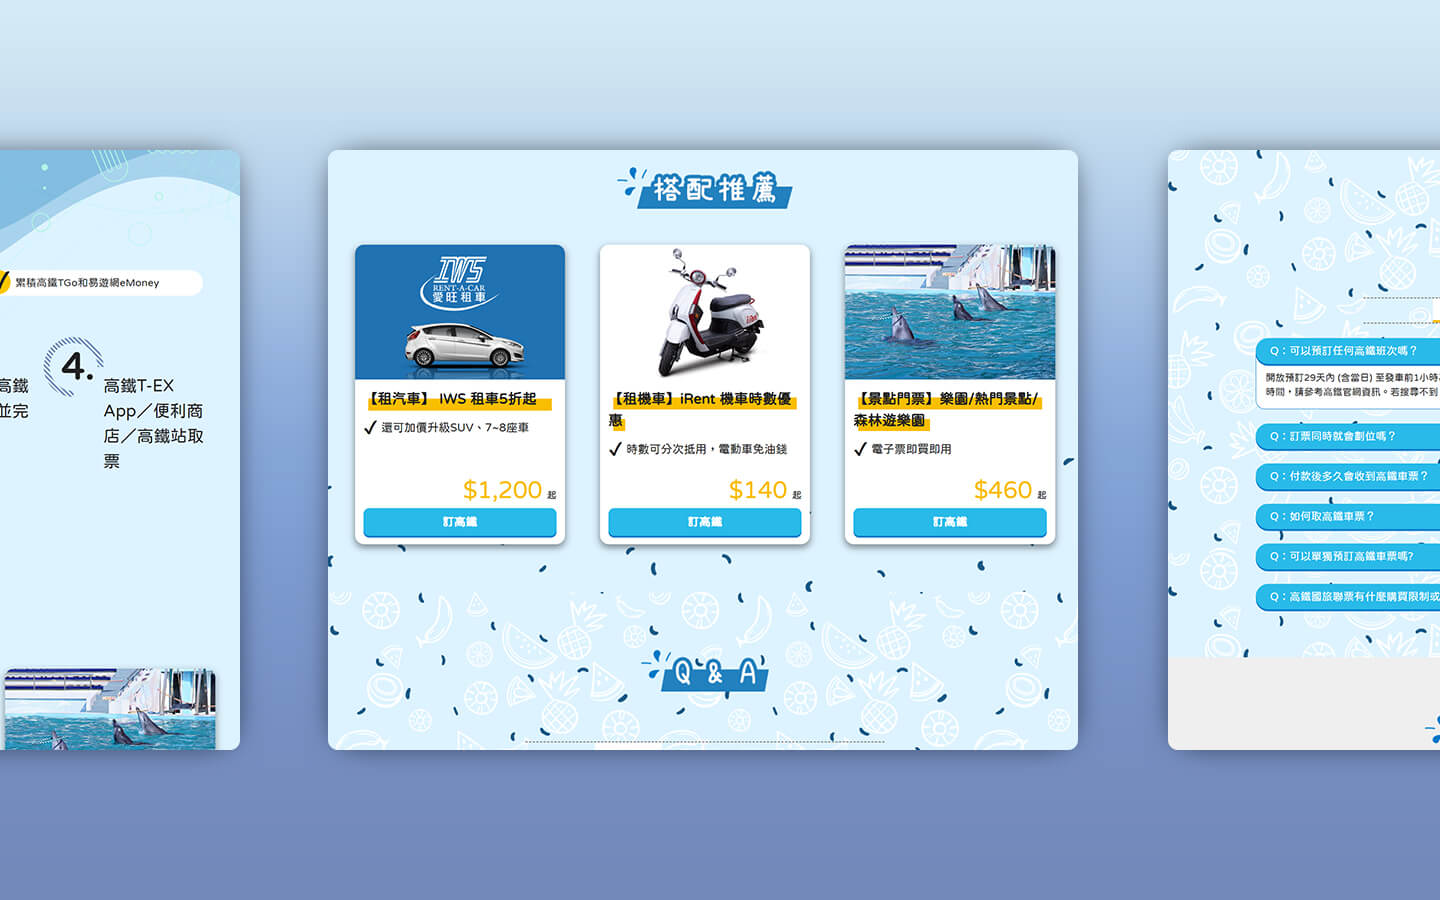 累積高鐵TGo和易遊網eMoney
高鐵
並完
4.
高鐵T-EX
App／便利商
店／高鐵站取
票
搭配推薦
IWS
RENT-A-CAR
愛旺租車
【租汽車】 IWS 租車5折起
還可加價升級SUV、7~8座車
$1,200 起
訂高鐵
iRent
【租機車】iRent 機車時數優
惠
時數可分次抵用，電動車免油錢
$140 起
訂高鐵
【景點門票】樂園/熱門景點/
森林遊樂園
電子票即買即用
$460 起
訂高鐵
Q & A
Q：可以預訂任何高鐵班次嗎？
開放預訂29天內 (含當日) 至發車前1小時
時間，請參考高鐵官網資訊。若搜尋不到
Q：訂票同時就會劃位嗎？
Q：付款後多久會收到高鐵車票？
Q：如何取高鐵車票？
Q：可以單獨預訂高鐵車票嗎?
Q：高鐵國旅聯票有什麼購買限制或